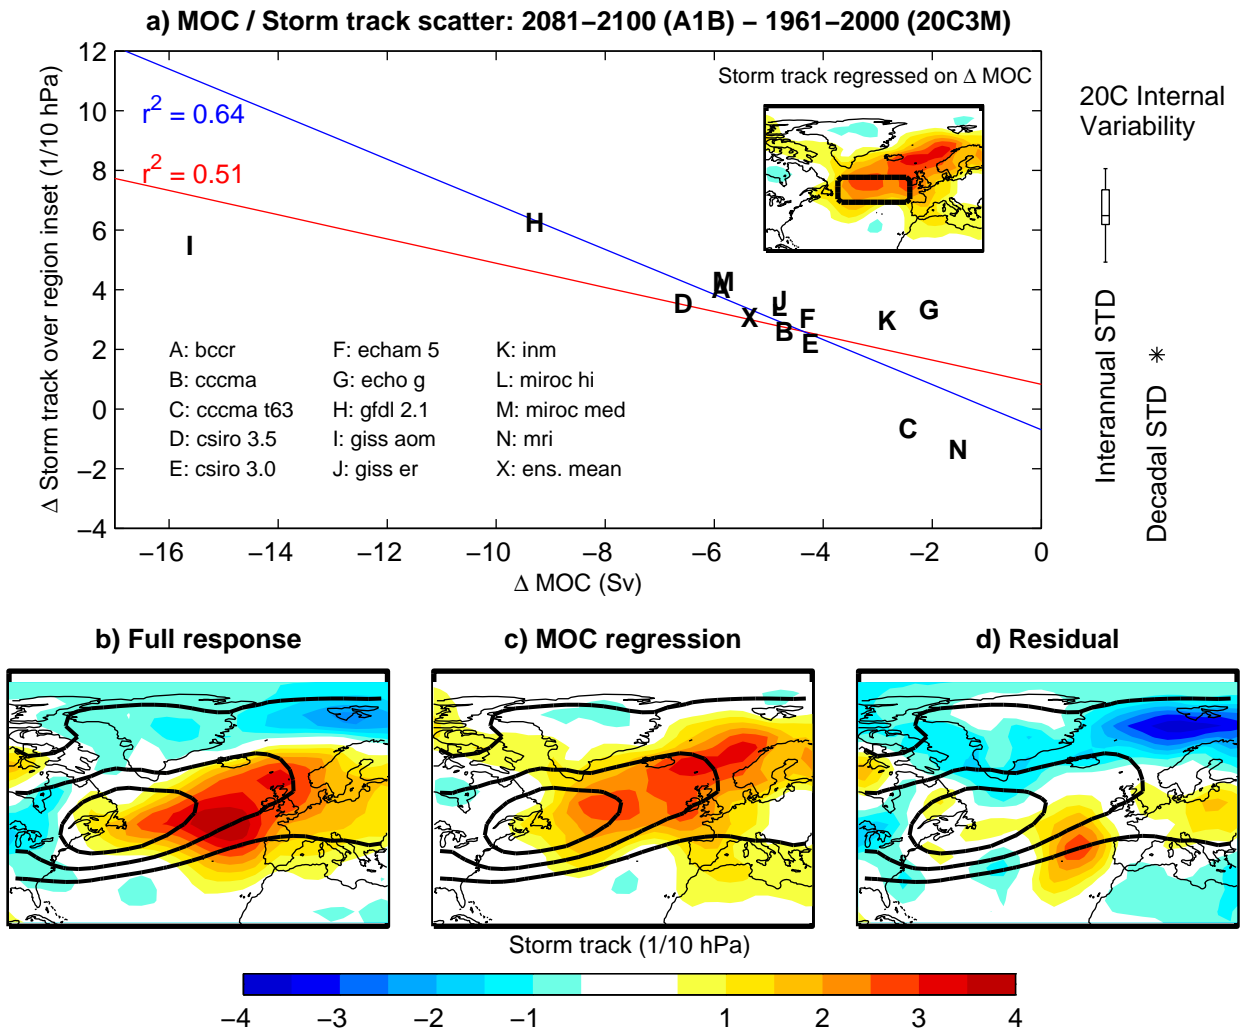 a) MOC / Storm track scatter: 2081−2100 (A1B) − 1961−2000 (20C3M)
Δ Storm track over region inset (1/10 hPa)
12
10
8
6
4
2
0
−2
−4
r² = 0.64
r² = 0.51
Storm track regressed on Δ MOC
I
H
D
M
A
X
J
L
B
F
E
K
G
C
N
A: bccr
B: cccma
C: cccma t63
D: csiro 3.5
E: csiro 3.0
F: echam 5
G: echo g
H: gfdl 2.1
I: giss aom
J: giss er
K: inm
L: miroc hi
M: miroc med
N: mri
X: ens. mean
−16 −14 −12 −10 −8 −6 −4 −2 0
Δ MOC (Sv)
20C Internal
Variability
Interannual STD
Decadal STD
b) Full response
c) MOC regression
d) Residual
Storm track (1/10 hPa)
−4 −3 −2 −1 1 2 3 4